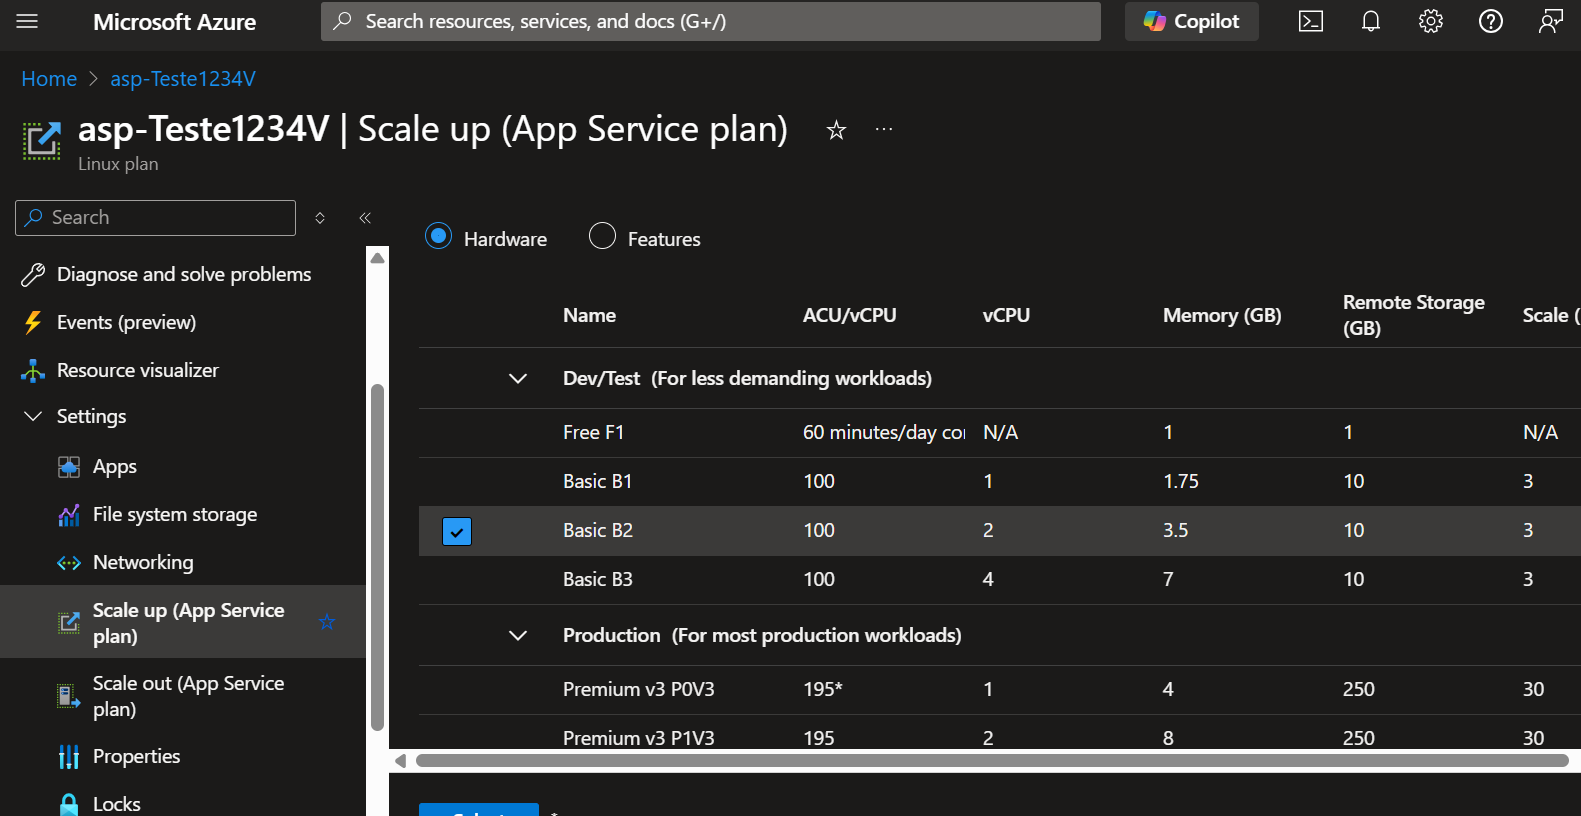 Microsoft Azure
Search resources, services, and docs (G+/)
Copilot
Home > asp-Teste1234V
asp-Teste1234V | Scale up (App Service plan)
Linux plan
Search
Diagnose and solve problems
Events (preview)
Resource visualizer
Settings
Apps
File system storage
Networking
Scale up (App Service
plan)
Scale out (App Service
plan)
Properties
Locks
Hardware
Features
Name ACU/vCPU vCPU Memory (GB) Remote Storage (GB) Scale (
Dev/Test (For less demanding workloads)
Free F1 60 minutes/day N/A 1 1 N/A
Basic B1 100 1 1.75 10 3
Basic B2 100 2 3.5 10 3
Basic B3 100 4 7 10 3
Production (For most production workloads)
Premium v3 P0V3 195* 1 4 250 30
Premium v3 P1V3 195 2 8 250 30